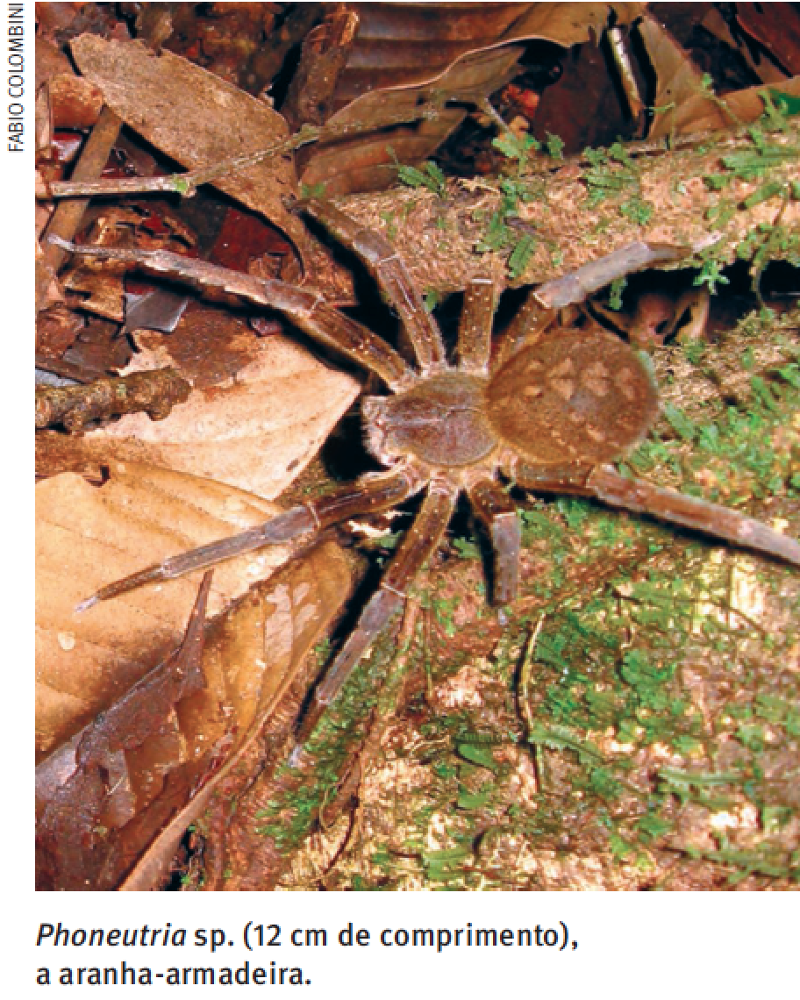 FABIO COLOMBINI
Phoneutria sp. (12 cm de comprimento),
a aranha-armadeira.